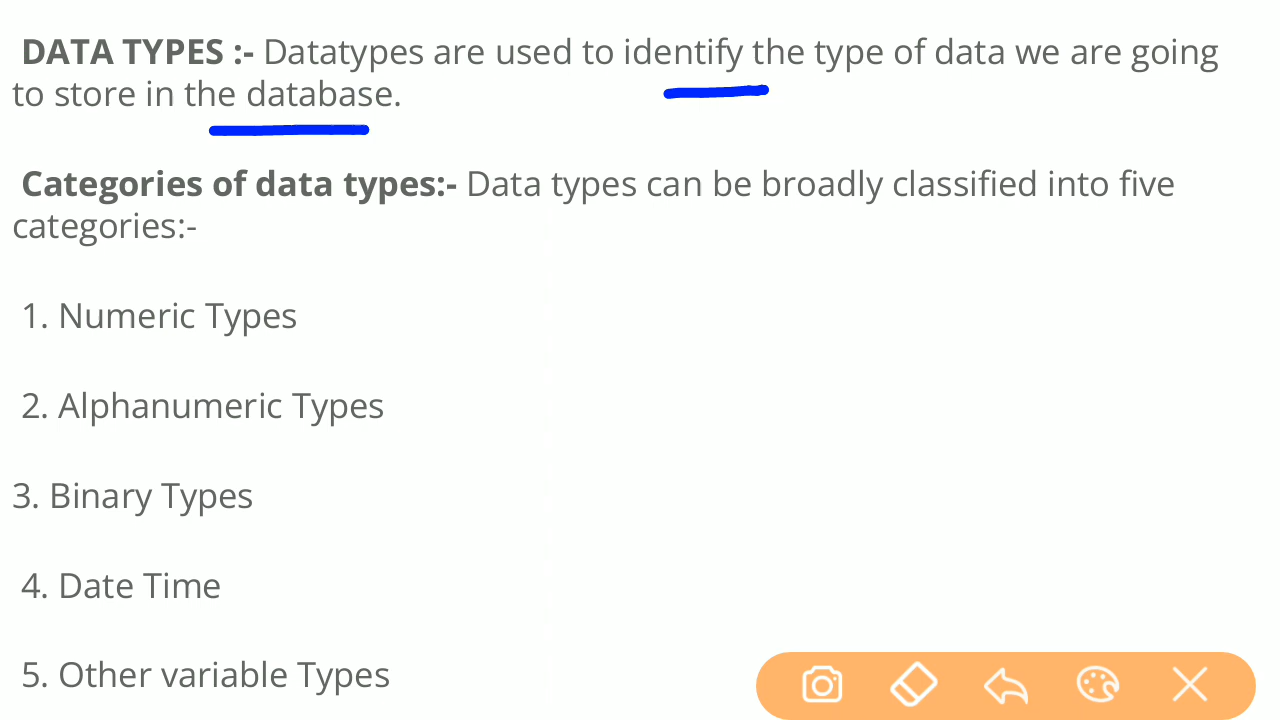 DATA TYPES :- Datatypes are used to identify the type of data we are going
to store in the database.
Categories of data types:- Data types can be broadly classified into five
categories:-
1. Numeric Types
2. Alphanumeric Types
3. Binary Types
4. Date Time
5. Other variable Types